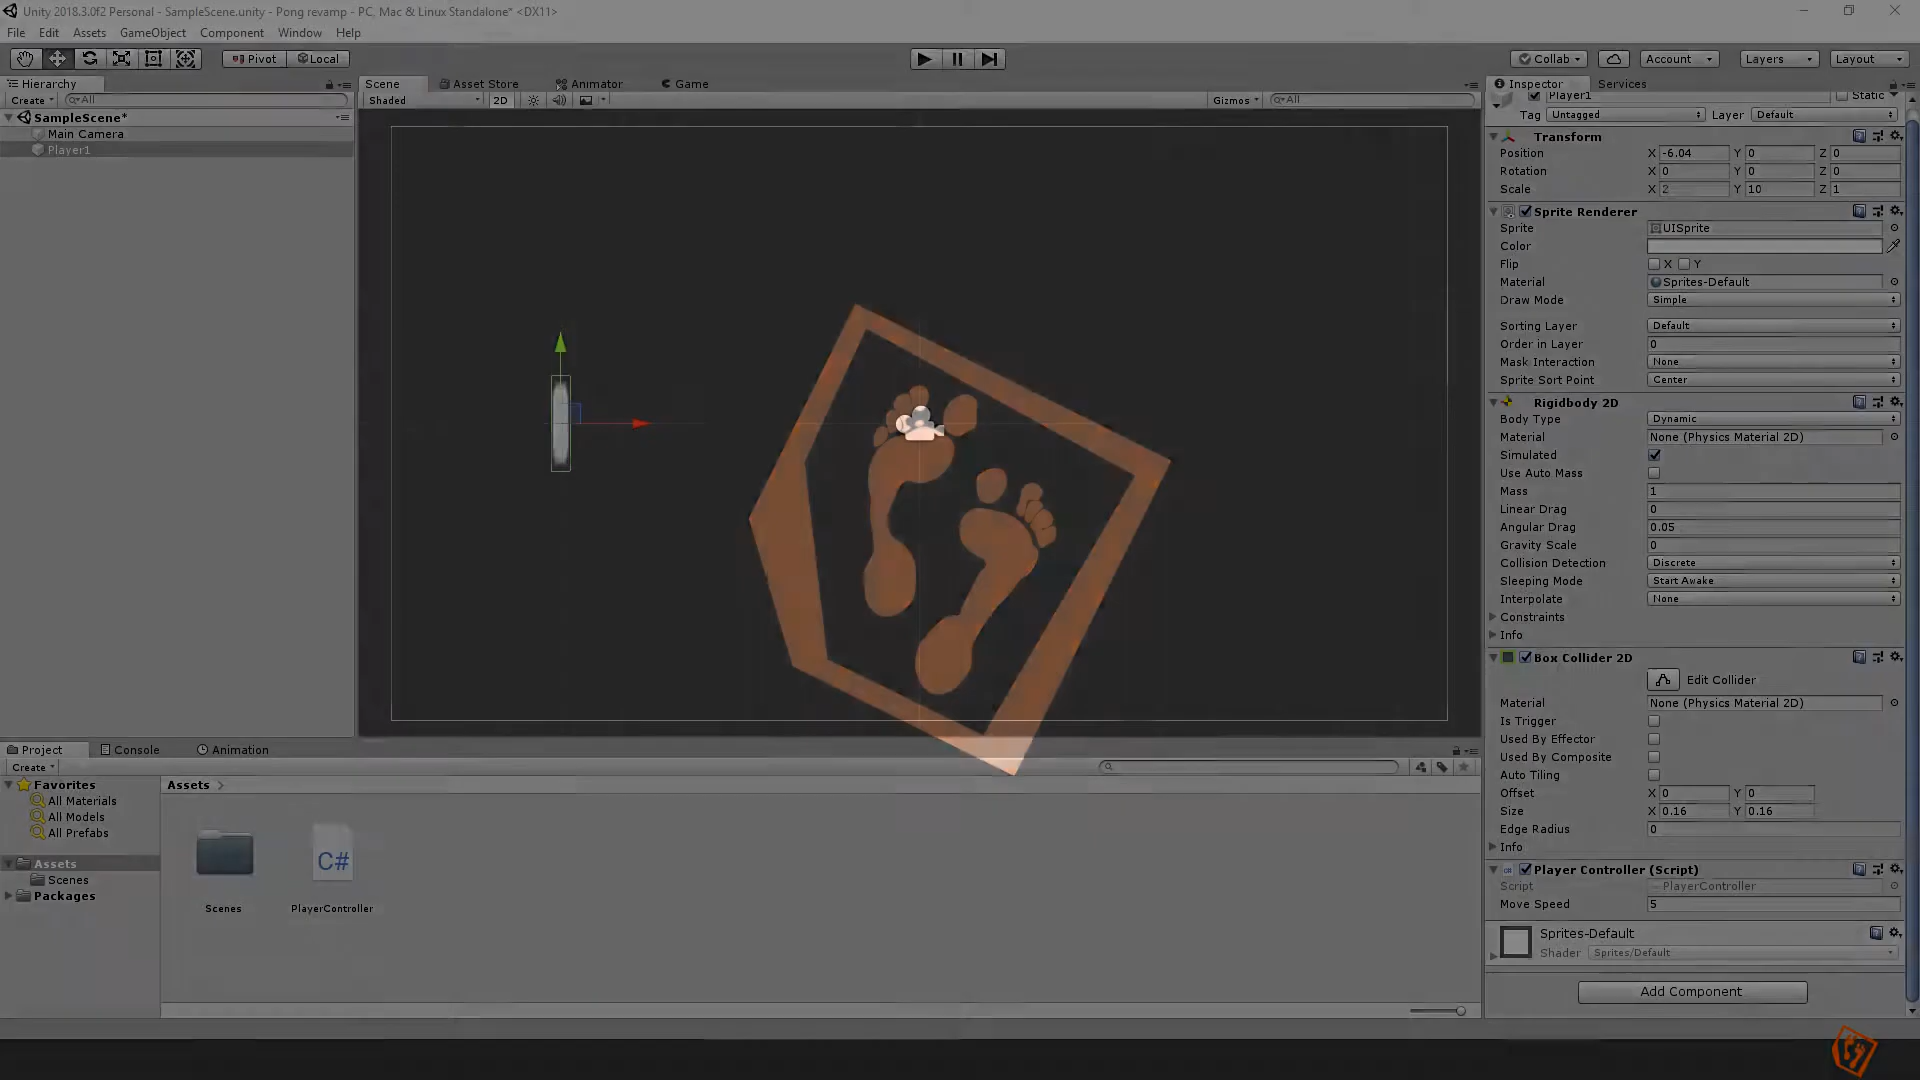 Unity 2018.3.0f2 Personal - SampleScene.unity - Pong revamp - PC, Mac & Linux Standalone* <DX11>
File Edit Assets GameObject Component Window Help
Pivot Local Collab Account Layers Layout
Hierarchy Scene Asset Store Animator Game Inspector Services
Create All Shaded 2D Gizmos All Player1 Static
Tag Untagged Layer Default
SampleScene*
Main Camera
Player1
Transform
Position X -6.04 Y 0 Z 0
Rotation X 0 Y 0 Z 0
Scale X 2 Y 10 Z 1
Sprite Renderer
Sprite UISprite
Color
Flip X Y
Material Sprites-Default
Draw Mode Simple
Sorting Layer Default
Order in Layer 0
Mask Interaction None
Sprite Sort Point Center
Rigidbody 2D
Body Type Dynamic
Material None (Physics Material 2D)
Simulated
Use Auto Mass
Mass 1
Linear Drag 0
Angular Drag 0.05
Gravity Scale 0
Collision Detection Discrete
Sleeping Mode Start Awake
Interpolate None
Constraints
Info
Box Collider 2D
Edit Collider
Material None (Physics Material 2D)
Is Trigger
Used By Effector
Used By Composite
Auto Tiling
Offset X 0 Y 0
Size X 0.16 Y 0.16
Edge Radius 0
Info
Player Controller (Script)
Script PlayerController
Move Speed 5
Sprites-Default
Shader Sprites/Default
Add Component
Project Console Animation
Create
Favorites
All Materials
All Models
All Prefabs
Assets
Scenes
Packages
Assets
C#
Scenes PlayerController